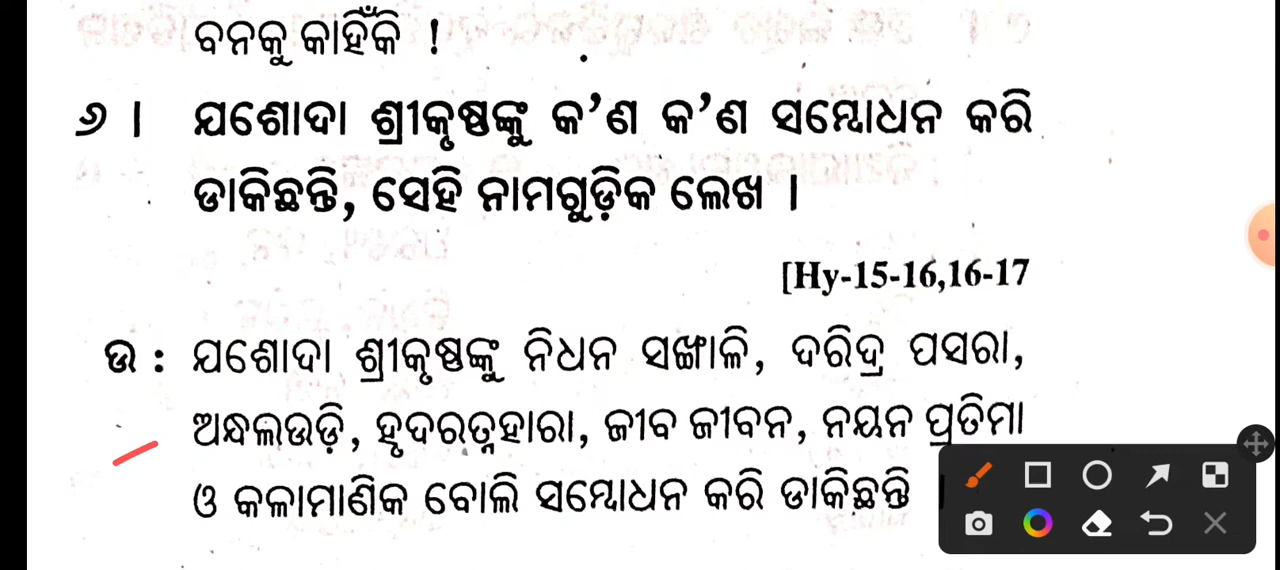 ବନକୁ କାହିଁକି !
୬ । ଯଶୋଦା ଶ୍ରୀକୃଷ୍ଣଙ୍କୁ କ'ଣ କ'ଣ ସମ୍ବୋଧନ କରି
ଡାକିଛନ୍ତି, ସେହି ନାମଗୁଡ଼ିକ ଲେଖ ।
[Hy-15-16,16-17
ଉ : ଯଶୋଦା ଶ୍ରୀକୃଷ୍ଣଙ୍କୁ ନିଧନ ସଙ୍ଖାଳି, ଦରିଦ୍ର ପସରା,
ଅନ୍ଧଲଉଡ଼ି, ହୃଦରତ୍ନହାରା, ଜୀବ ଜୀବନ, ନୟନ ପ୍ରତିମା
ଓ କଳାମାଣିକ ବୋଲି ସମ୍ବୋଧନ କରି ଡାକିଛନ୍ତି ।